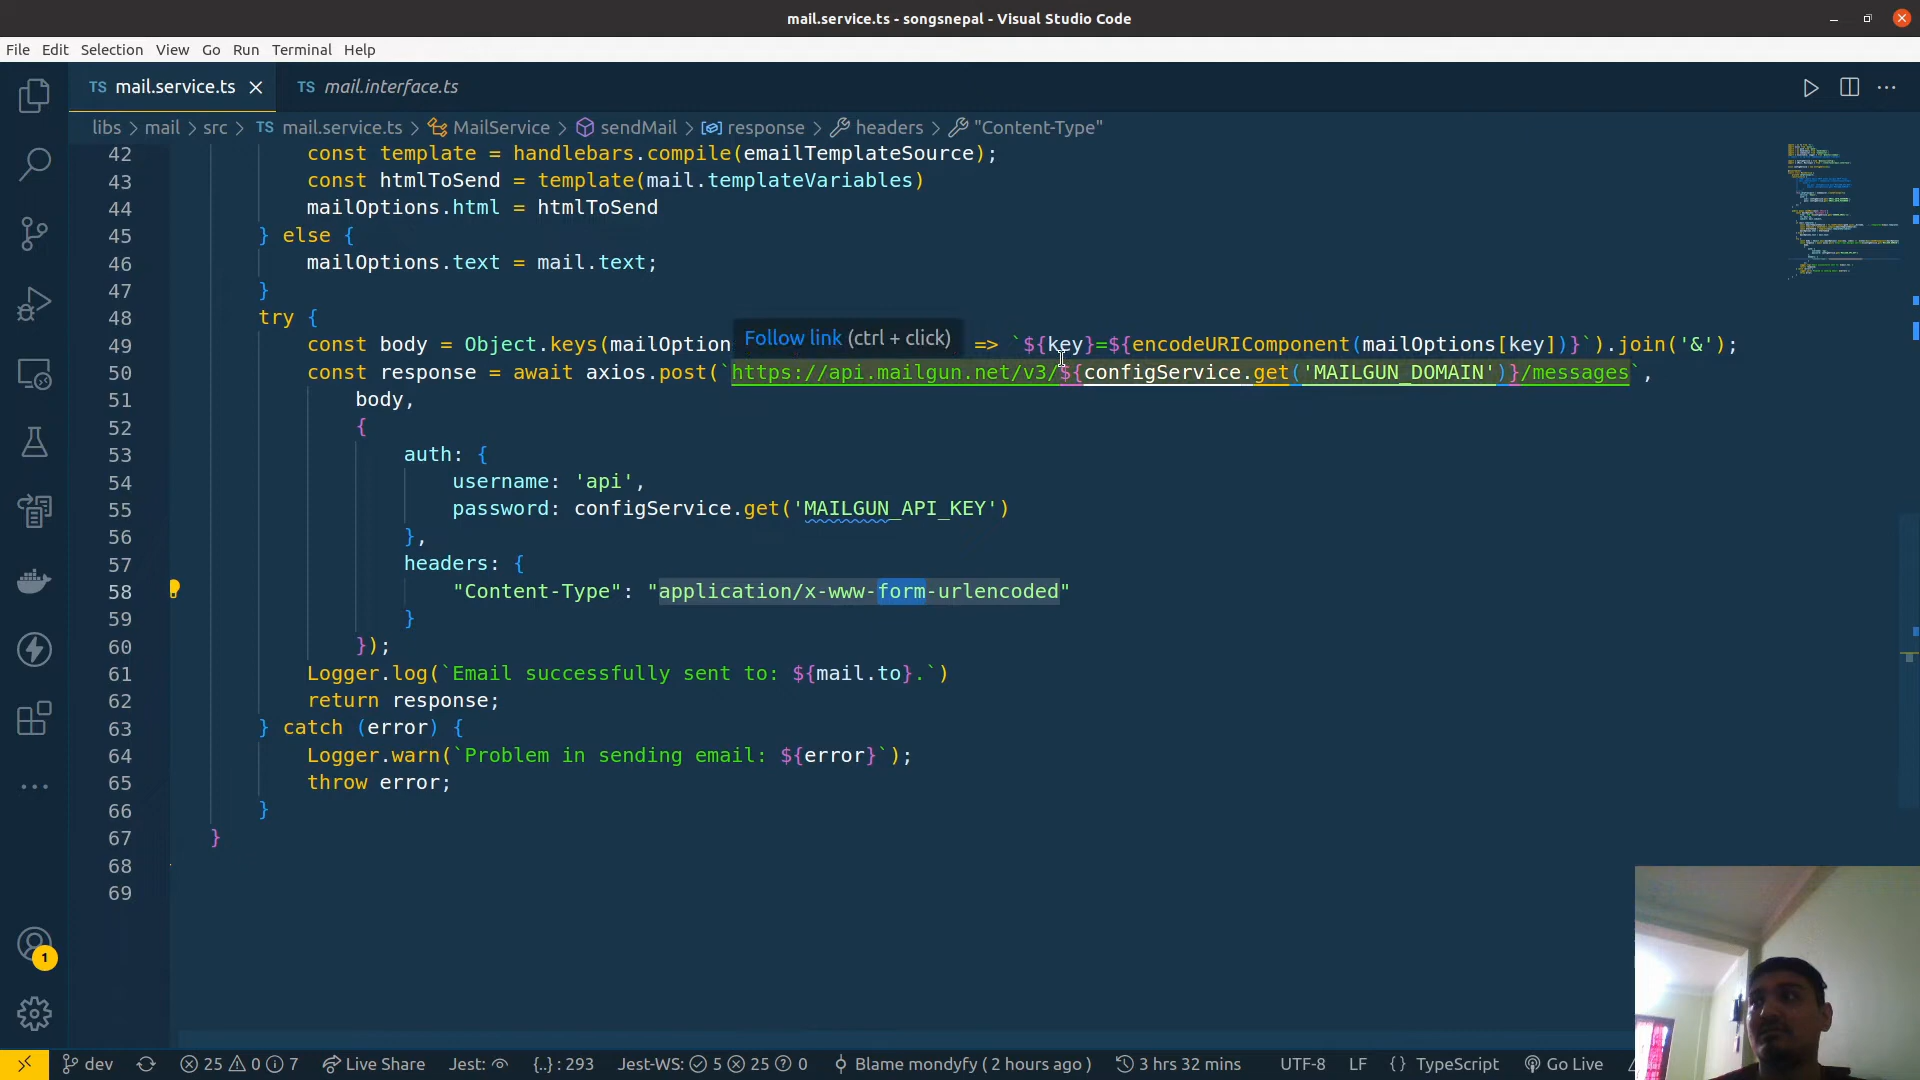 mail.service.ts - songsnepal - Visual Studio Code
File Edit Selection View Go Run Terminal Help
TS mail.service.ts TS mail.interface.ts
libs > mail > src > TS mail.service.ts > MailService > sendMail > response > headers > "Content-Type"
42 const template = handlebars.compile(emailTemplateSource);
43 const htmlToSend = template(mail.templateVariables)
44 mailOptions.html = htmlToSend
45 } else {
46 mailOptions.text = mail.text;
47 }
48 try {
Follow link (ctrl + click)
49 const body = Object.keys(mailOption => `${key}=${encodeURIComponent(mailOptions[key])}`).join('&');
50 const response = await axios.post(`https://api.mailgun.net/v3/${configService.get('MAILGUN_DOMAIN')}/messages`,
51 body,
52 {
53 auth: {
54 username: 'api',
55 password: configService.get('MAILGUN_API_KEY')
56 },
57 headers: {
58 "Content-Type": "application/x-www-form-urlencoded"
59 }
60 });
61 Logger.log(`Email successfully sent to: ${mail.to}.`)
62 return response;
63 } catch (error) {
64 Logger.warn(`Problem in sending email: ${error}`);
65 throw error;
66 }
67 }
68
69
1
dev 25 0 7 Live Share Jest: {..} : 293 Jest-WS: 5 25 0 Blame mondyfy ( 2 hours ago ) 3 hrs 32 mins UTF-8 LF {} TypeScript Go Live